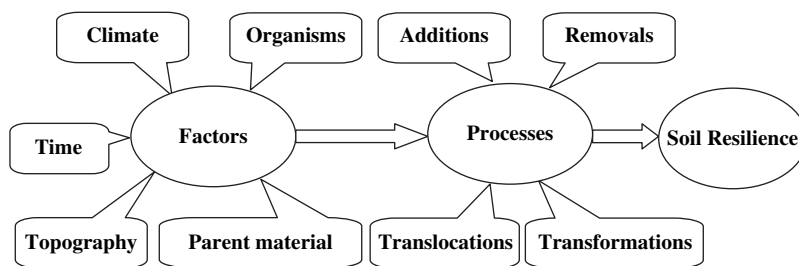 Climate
Organisms
Additions
Removals
Time
Factors
Processes
Soil Resilience
Topography
Parent material
Translocations
Transformations